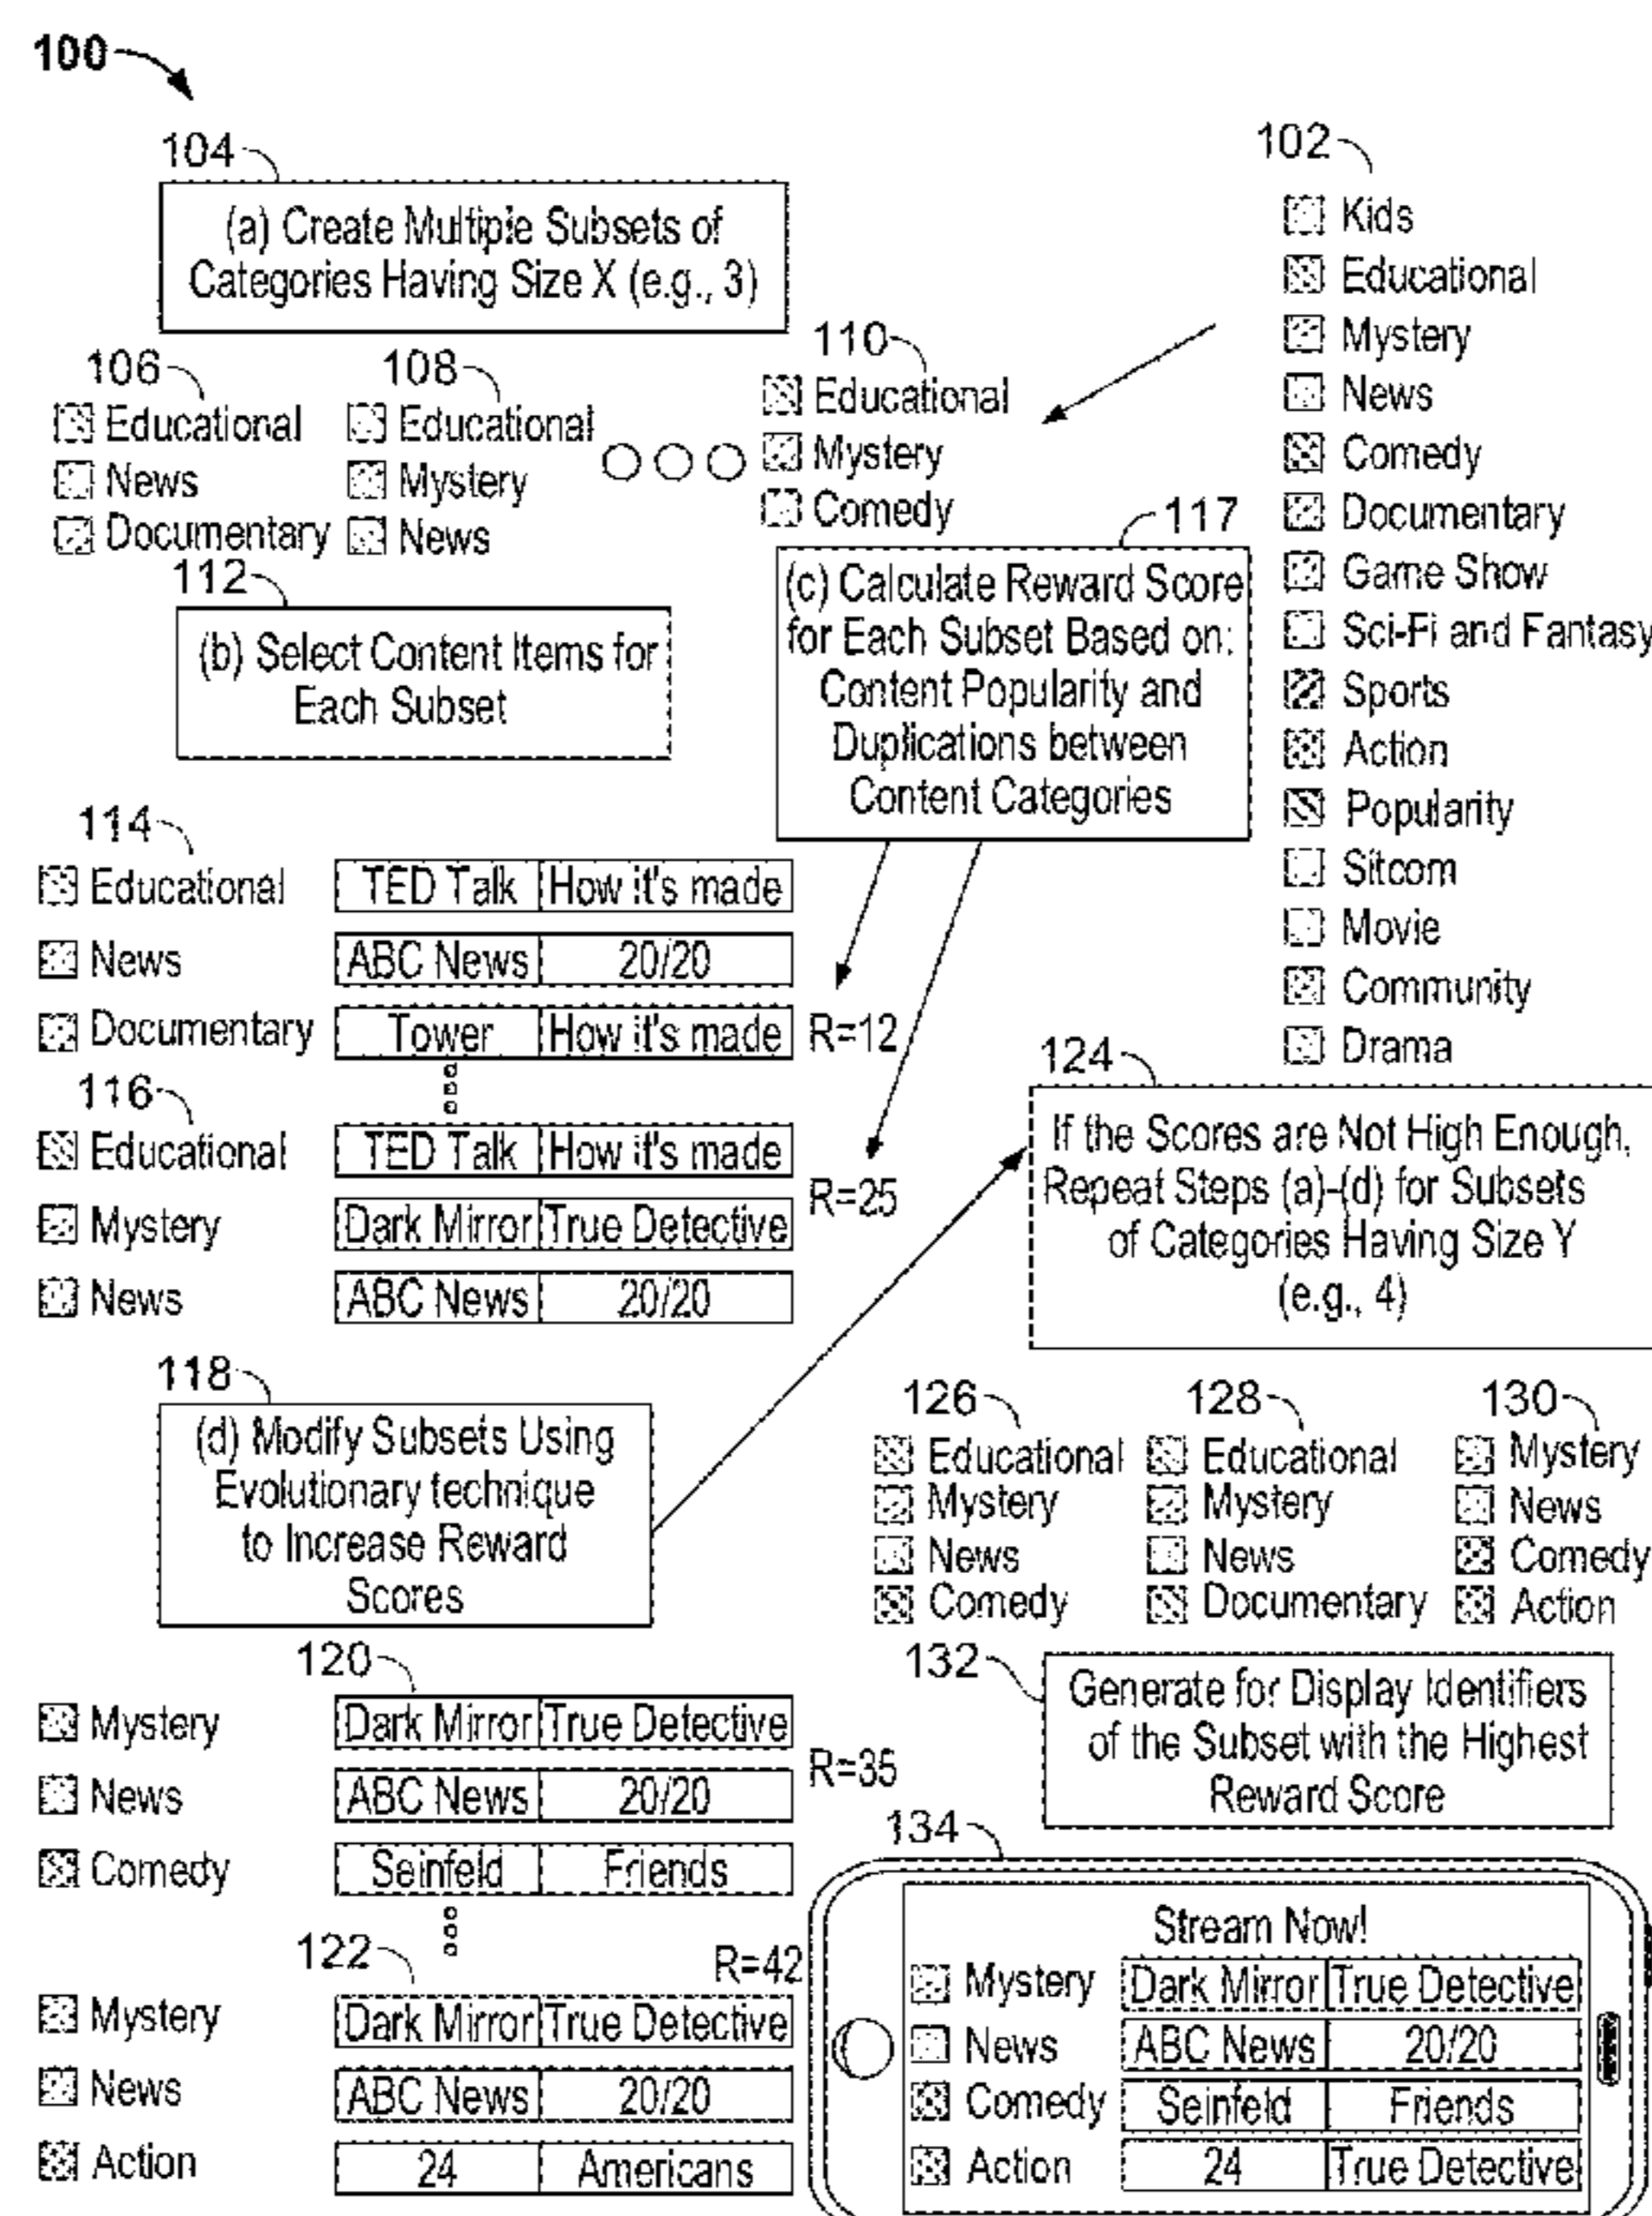 100
104
(a) Create Multiple Subsets of
Categories Having Size X (e.g., 3)
106
Educational
News
Documentary
108
Educational
Mystery
News
110
Educational
Mystery
Comedy
102
Kids
Educational
Mystery
News
Comedy
Documentary
Game Show
Sci-Fi and Fantasy
Sports
Action
Popularity
Sitcom
Movie
Community
Drama
112
(b) Select Content Items for
Each Subset
117
(c) Calculate Reward Score
for Each Subset Based on:
Content Popularity and
Duplications between
Content Categories
114
Educational TED Talk How it's made
News ABC News 20/20
Documentary Tower How it's made R=12
116
Educational TED Talk How it's made
R=25
Mystery Dark Mirror True Detective
News ABC News 20/20
118
(d) Modify Subsets Using
Evolutionary technique
to Increase Reward
Scores
124
If the Scores are Not High Enough,
Repeat Steps (a)-(d) for Subsets
of Categories Having Size Y
(e.g., 4)
126
Educational
Mystery
News
Comedy
128
Educational
Mystery
News
Documentary
130
Mystery
News
Comedy
Action
120
Mystery Dark Mirror True Detective
R=35
News ABC News 20/20
Comedy Seinfeld Friends
122
R=42
Mystery Dark Mirror True Detective
News ABC News 20/20
Action 24 Americans
132
Generate for Display Identifiers
of the Subset with the Highest
Reward Score
134
Stream Now!
Mystery Dark Mirror True Detective
News ABC News 20/20
Comedy Seinfeld Friends
Action 24 True Detective